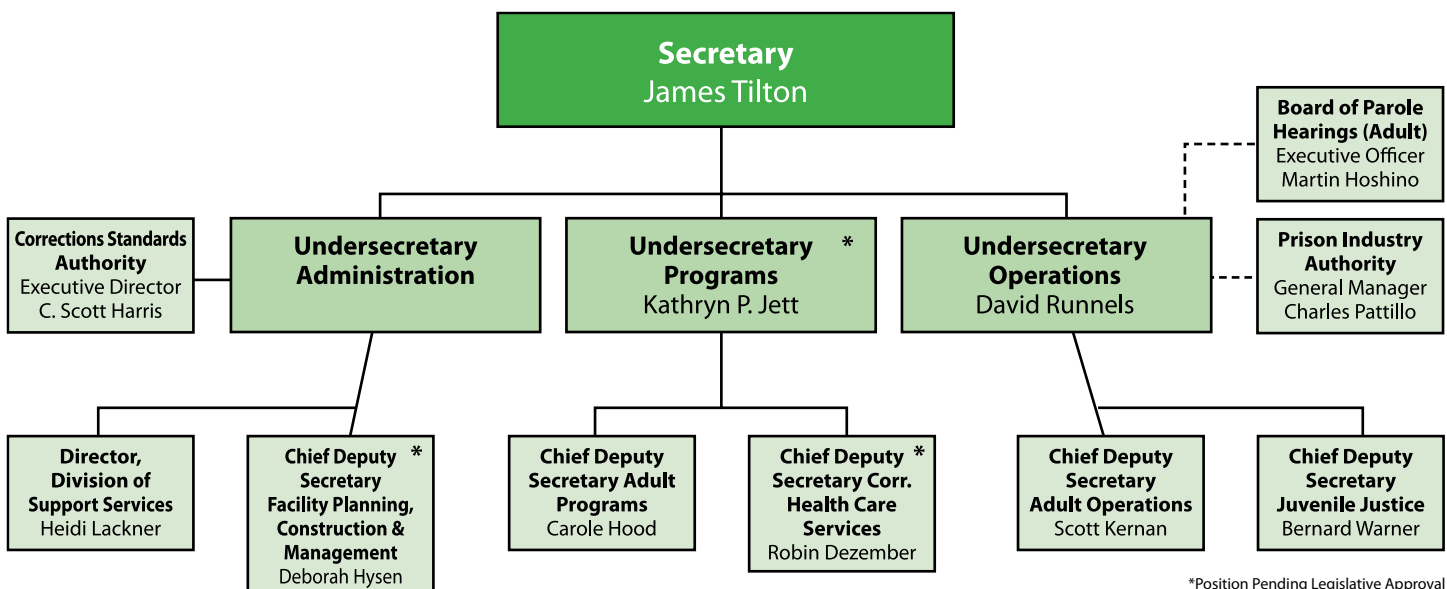 Secretary
James Tilton
Board of Parole
Hearings (Adult)
Executive Officer
Martin Hoshino
Corrections Standards
Authority
Executive Director
C. Scott Harris
Undersecretary
Administration
Undersecretary *
Programs
Kathryn P. Jett
Undersecretary
Operations
David Runnels
Prison Industry
Authority
General Manager
Charles Pattillo
Director,
Division of
Support Services
Heidi Lackner
Chief Deputy *
Secretary
Facility Planning,
Construction &
Management
Deborah Hysen
Chief Deputy
Secretary Adult
Programs
Carole Hood
Chief Deputy *
Secretary Corr.
Health Care
Services
Robin Dezember
Chief Deputy
Secretary
Adult Operations
Scott Kernan
Chief Deputy
Secretary
Juvenile Justice
Bernard Warner
*Position Pending Legislative Approval